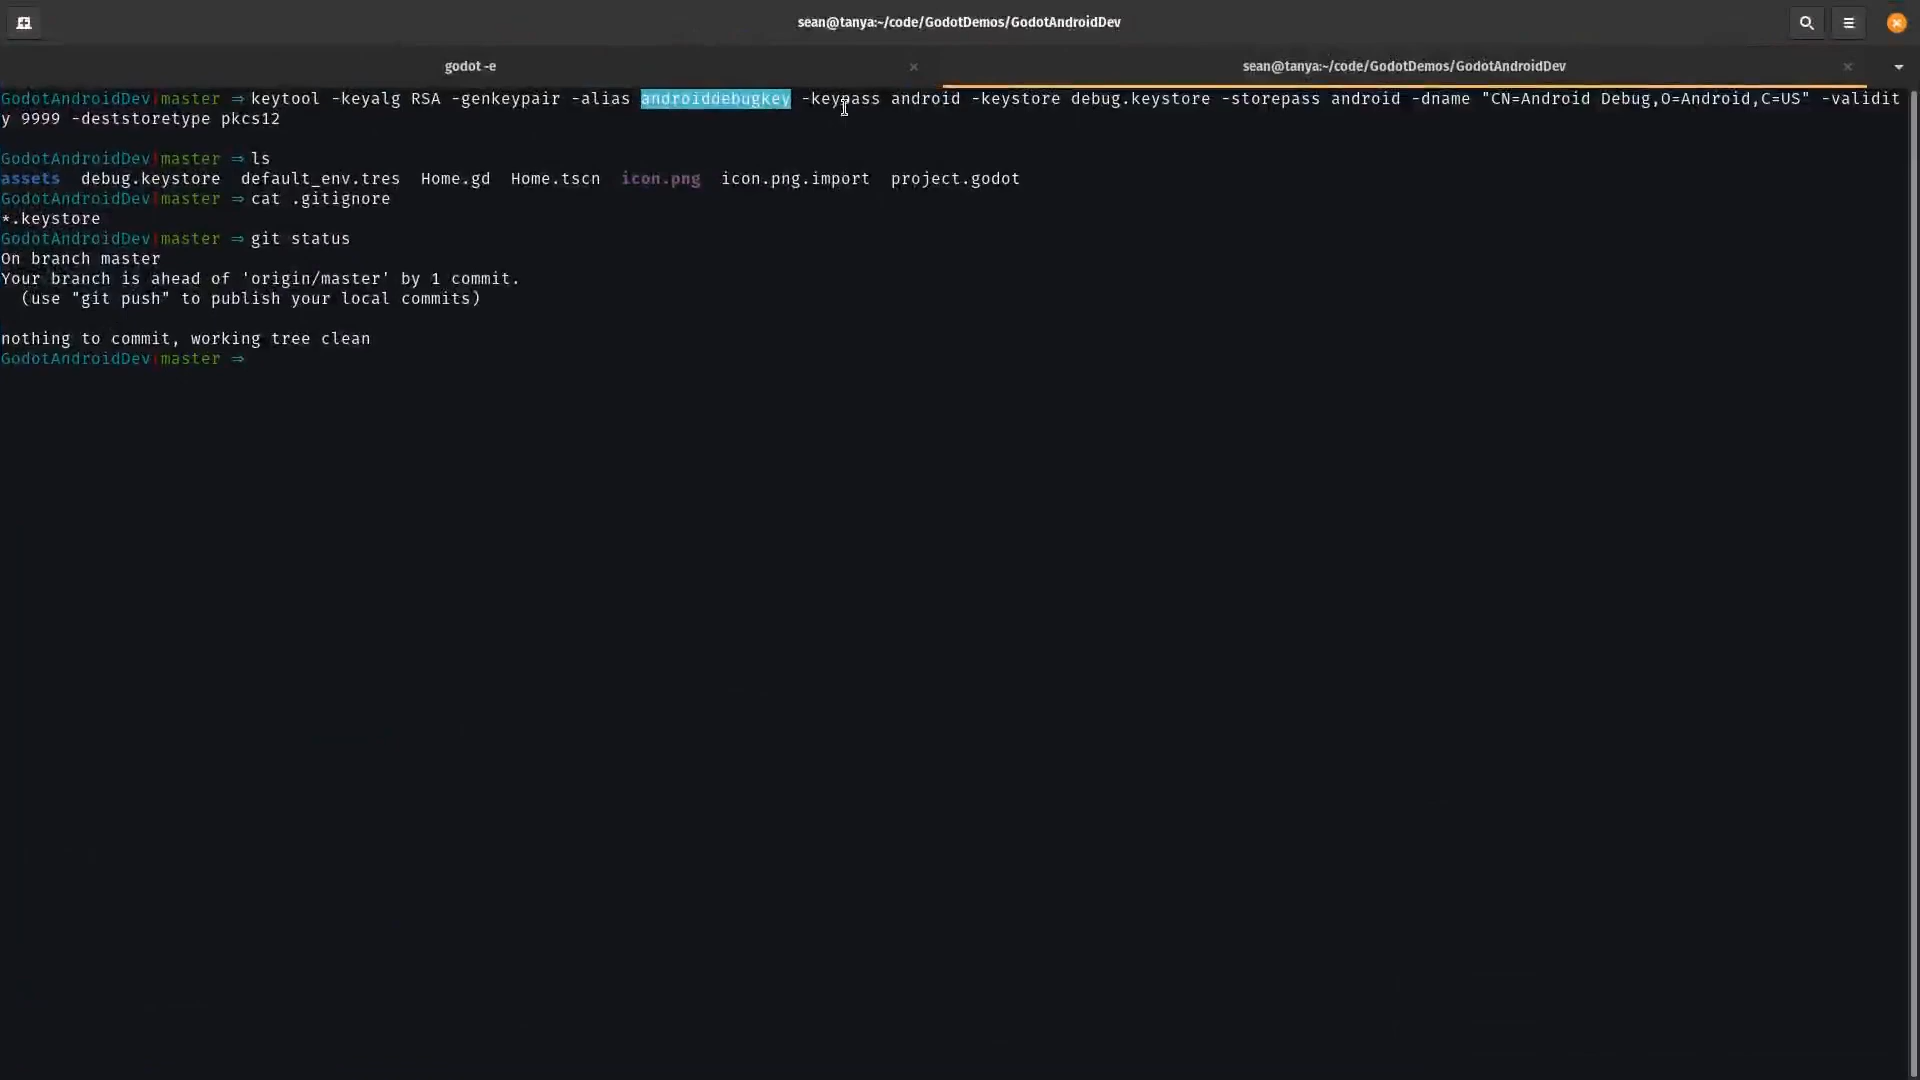 sean@tanya:~/code/GodotDemos/GodotAndroidDev
godot -e
sean@tanya:~/code/GodotDemos/GodotAndroidDev
GodotAndroidDev|master ⇒ keytool -keyalg RSA -genkeypair -alias androiddebugkey -keypass android -keystore debug.keystore -storepass android -dname "CN=Android Debug,O=Android,C=US" -validit
y 9999 -deststoretype pkcs12
GodotAndroidDev|master ⇒ ls
assets  debug.keystore  default_env.tres  Home.gd  Home.tscn  icon.png  icon.png.import  project.godot
GodotAndroidDev|master ⇒ cat .gitignore
*.keystore
GodotAndroidDev|master ⇒ git status
On branch master
Your branch is ahead of 'origin/master' by 1 commit.
  (use "git push" to publish your local commits)
nothing to commit, working tree clean
GodotAndroidDev|master ⇒